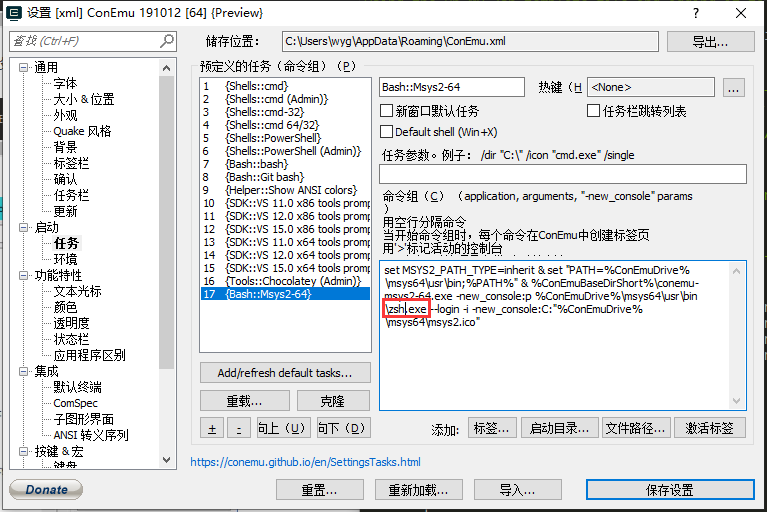 设置 [xml] ConEmu 191012 [64] {Preview}
查找 (Ctrl+F)
储存位置：
C:\Users\wyg\AppData\Roaming\ConEmu.xml
导出...
通用
字体
大小 & 位置
外观
Quake 风格
背景
标签栏
确认
任务栏
更新
启动
任务
环境
功能特性
文本光标
颜色
透明度
状态栏
应用程序区别
集成
默认终端
ComSpec
子图形界面
ANSI 转义序列
按键 & 宏
键盘
Donate
预定义的任务（命令组）(P)
1 {Shells::cmd}
2 {Shells::cmd (Admin)}
3 {Shells::cmd-32}
4 {Shells::cmd 64/32}
5 {Shells::PowerShell}
6 {Shells::PowerShell (Admin)}
7 {Bash::bash}
8 {Bash::Git bash}
9 {Helper::Show ANSI colors}
10 {SDK::VS 11.0 x86 tools promp
11 {SDK::VS 12.0 x86 tools promp
12 {SDK::VS 15.0 x86 tools promp
13 {SDK::VS 11.0 x64 tools promp
14 {SDK::VS 12.0 x64 tools promp
15 {SDK::VS 15.0 x64 tools promp
16 {Tools::Chocolatey (Admin)}
17 {Bash::Msys2-64}
Add/refresh default tasks...
重载...
克隆
+
-
向上 (U)
向下 (D)
Bash::Msys2-64
热键 (H
<None>
...
新窗口默认任务
任务栏跳转列表
Default shell (Win+X)
任务参数。例子： /dir "C:\" /icon "cmd.exe" /single
命令组 (C) （application, arguments, "-new_console" params
）
用空行分隔命令
当开始命令组时，每个命令在ConEmu中创建标签页
用'>'标记活动的控制台
set MSYS2_PATH_TYPE=inherit & set "PATH=%ConEmuDrive%
\msys64\usr\bin;%PATH%" & %ConEmuBaseDirShort%\conemu-
msys2-64.exe -new_console:p %ConEmuDrive%\msys64\usr\bin
\zsh.exe --login -i -new_console:C:"%ConEmuDrive%
\msys64\msys2.ico"
添加:
标签...
启动目录...
文件路径...
激活标签
https://conemu.github.io/en/SettingsTasks.html
重置...
重新加载...
导入...
保存设置